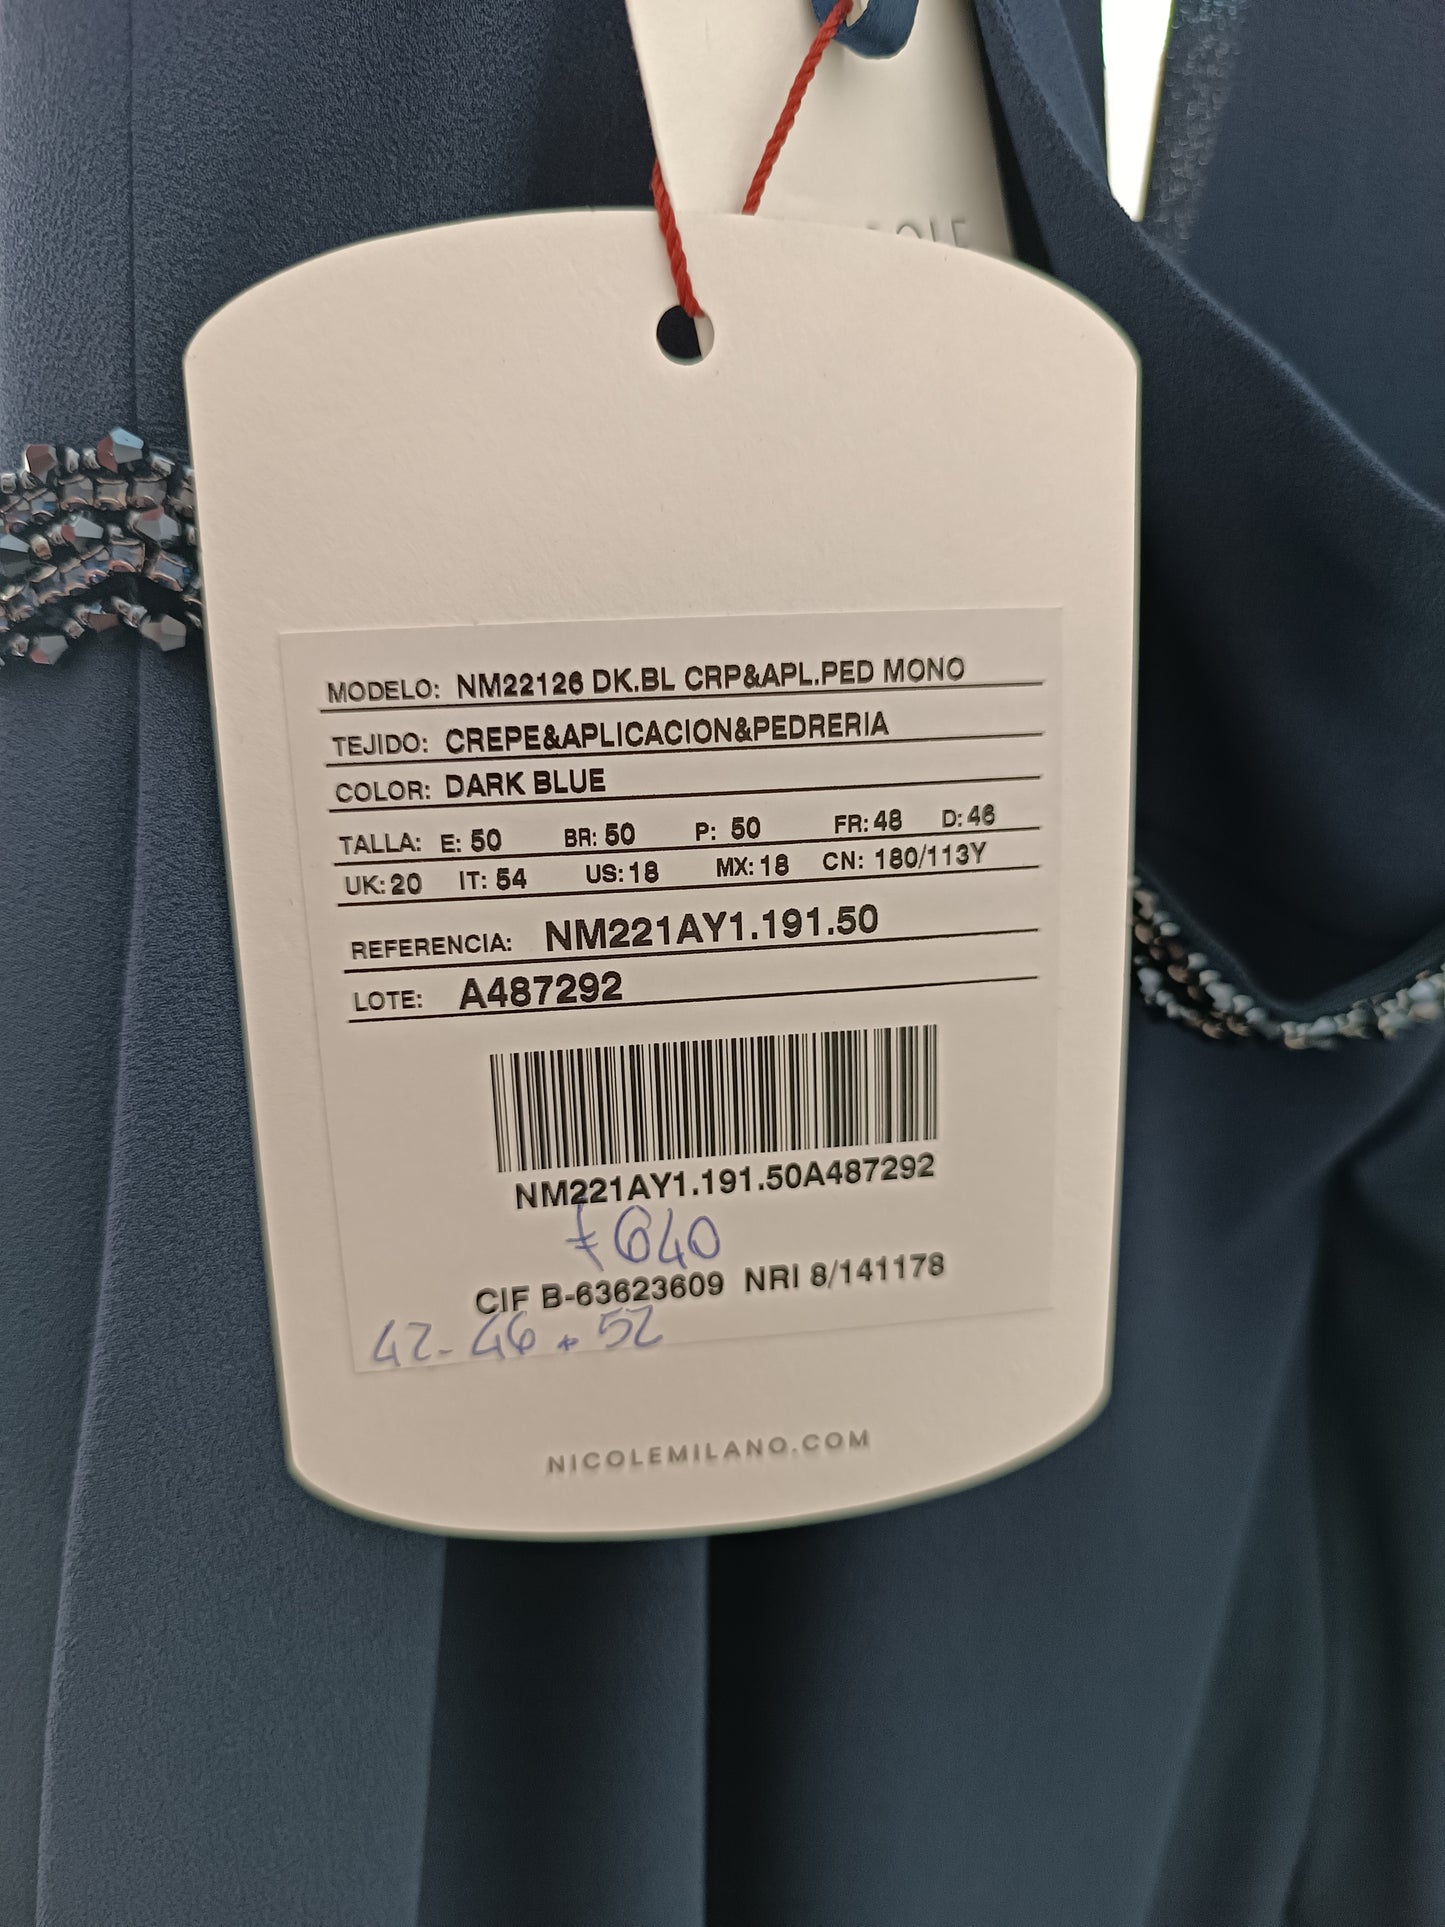 MODELO: NM22126 DK.BL CRP&APL.PED MONO
TEJIDO: CREPE&APLICACION&PEDRERIA
COLOR: DARK BLUE
TALLA: E: 50 BR: 50 P: 50 FR: 48 D: 46
UK: 20 IT: 54 US: 18 MX: 18 CN: 180/113Y
REFERENCIA: NM221AY1.191.50
LOTE: A487292
NM221AY1.191.50A487292
640
CIF B-63623609 NRI 8/141178
42-46 52
NICOLEMILANO.COM